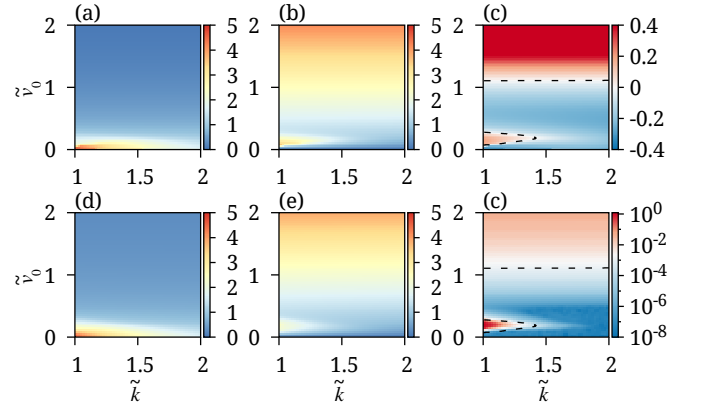 (a) (b) (c)
2 5 2 5 2 0.4
4 4 0.2
ṽ0 1 3 1 3 1 0
2 2 -0.2
1 1
0 0 0 0 0 -0.4
1 1.5 2 1 1.5 2 1 1.5 2
(d) (e) (c)
2 5 2 5 2 10^0
4 4 10^-2
ṽ0 1 3 1 3 1 10^-4
2 2 10^-6
1 1
0 0 0 0 0 10^-8
1 1.5 2 1 1.5 2 1 1.5 2
k̃ k̃ k̃